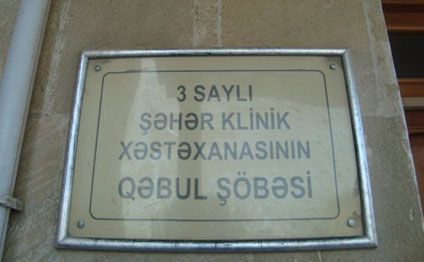 3 SAYLI
ŞƏHƏR KLİNİK
XƏSTƏXANASININ
QƏBUL ŞÖBƏSİ